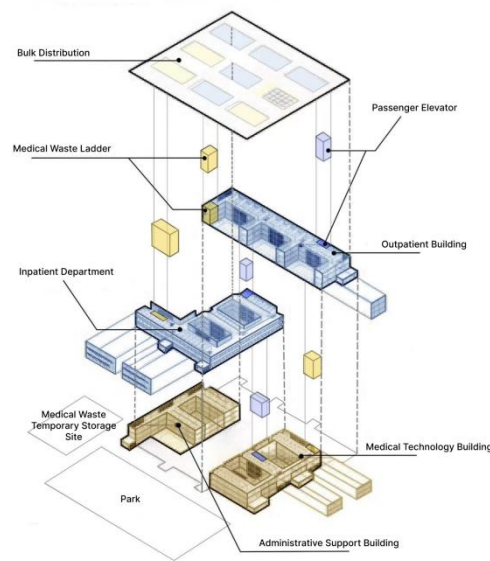 Bulk Distribution
Passenger Elevator
Medical Waste Ladder
Outpatient Building
Inpatient Department
Medical Waste
Temporary Storage
Site
Medical Technology Building
Park
Administrative Support Building